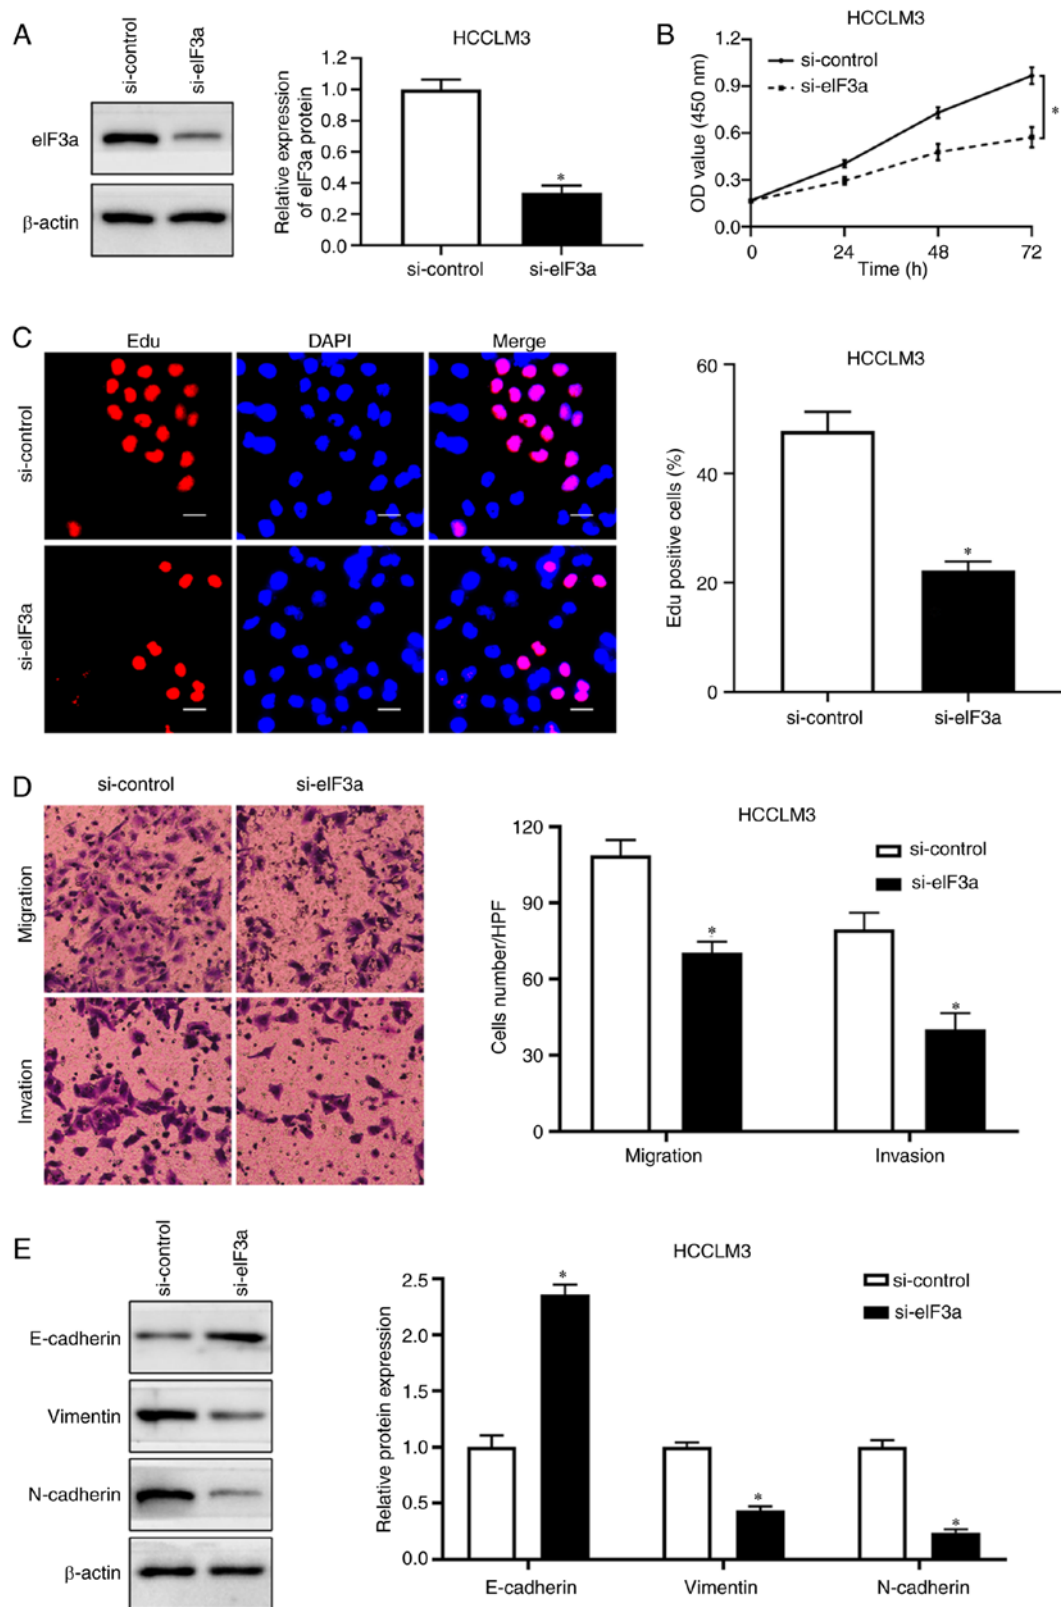 A
si-control
si-eIF3a
eIF3a
β-actin
HCCLM3
Relative expression
of eIF3a protein
1.2
1.0
0.8
0.6
0.4
0.2
0.0
*
si-control
si-eIF3a
B
HCCLM3
OD value (450 nm)
1.2
0.9
0.6
0.3
0.0
si-control
si-eIF3a
*
0
24
48
72
Time (h)
C
Edu
DAPI
Merge
si-control
si-eIF3a
HCCLM3
Edu positive cells (%)
60
40
20
0
*
si-control
si-eIF3a
D
si-control
si-eIF3a
Migration
Invation
HCCLM3
Cells number/HPF
120
90
60
30
0
si-control
si-eIF3a
*
*
Migration
Invasion
E
si-control
si-eIF3a
E-cadherin
Vimentin
N-cadherin
β-actin
HCCLM3
Relative protein expression
2.5
2.0
1.5
1.0
0.5
0.0
si-control
si-eIF3a
*
*
*
E-cadherin
Vimentin
N-cadherin